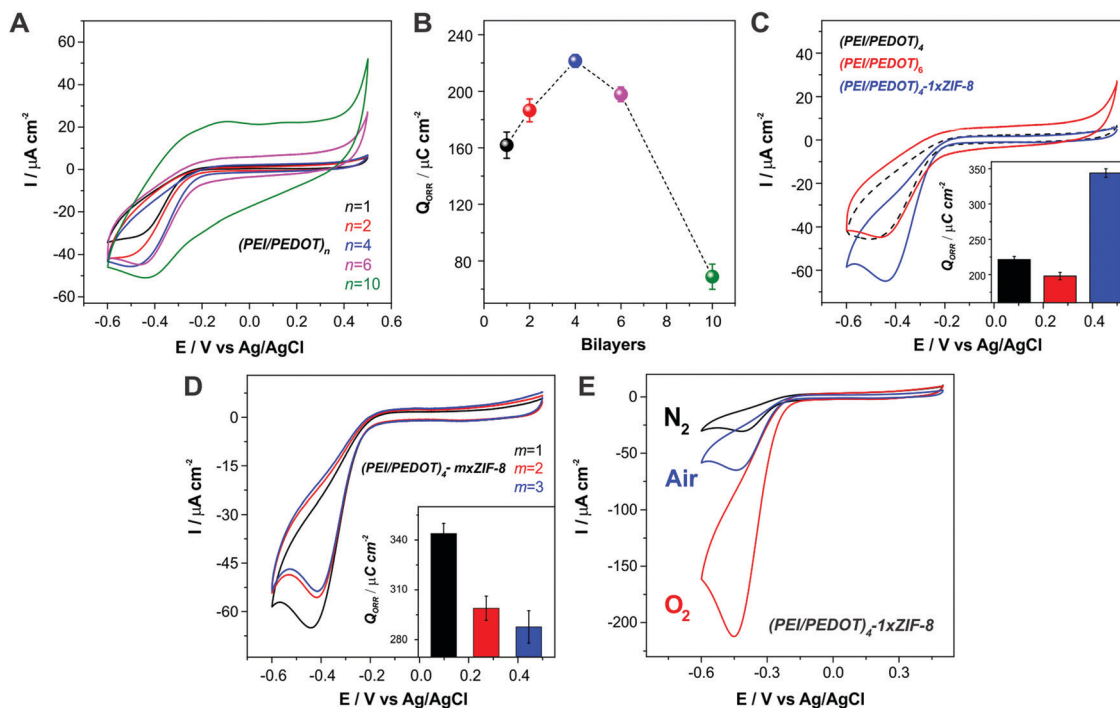 A
60
40
20
0
-20
-40
-60
I / μA cm⁻²
-0.6 -0.4 -0.2 0.0 0.2 0.4 0.6
E / V vs Ag/AgCl
(PEI/PEDOT)ₙ
n=1
n=2
n=4
n=6
n=10
B
240
200
160
120
80
Q_ORR / μC cm⁻²
0 2 4 6 8 10
Bilayers
C
(PEI/PEDOT)₄
(PEI/PEDOT)₆
(PEI/PEDOT)₄-1xZIF-8
40
20
0
-20
-40
-60
I / μA cm⁻²
-0.6 -0.4 -0.2 0.0 0.2 0.4
E / V vs Ag/AgCl
350
300
250
200
Q_ORR / μC cm⁻²
D
0
-15
-30
-45
-60
I / μA cm⁻²
-0.6 -0.4 -0.2 0.0 0.2 0.4
E / V vs Ag/AgCl
(PEI/PEDOT)₄- mxZIF-8
m=1
m=2
m=3
340
310
280
Q_ORR / μC cm⁻²
E
0
-50
-100
-150
-200
I / μA cm⁻²
N₂
Air
O₂
(PEI/PEDOT)₄-1xZIF-8
-0.6 -0.3 0.0 0.3
E / V vs Ag/AgCl